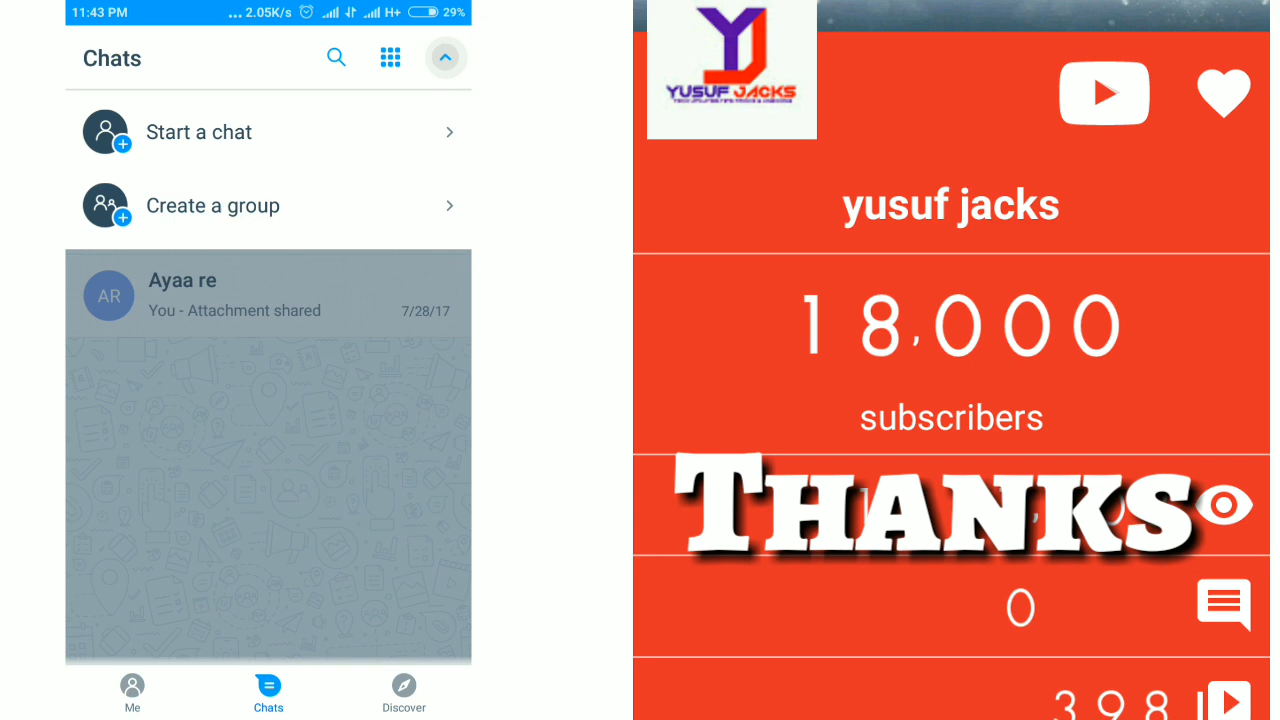 11:43 PM ... 2.05K/s H+ 29%
Chats
Start a chat
Create a group
AR
Ayaa re
You - Attachment shared 7/28/17
Me
Chats
Discover
YJ
YUSUF JACKS
yusuf jacks
18,000
subscribers
THANKS
0
398